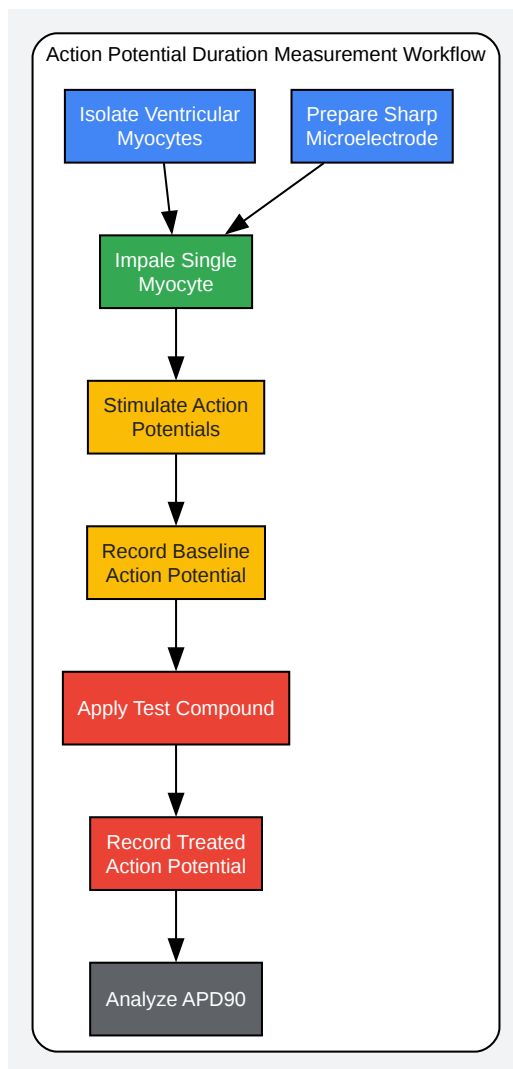 Action Potential Duration Measurement Workflow
Isolate Ventricular
Myocytes
Prepare Sharp
Microelectrode
Impale Single
Myocyte
Stimulate Action
Potentials
Record Baseline
Action Potential
Apply Test Compound
Record Treated
Action Potential
Analyze APD90